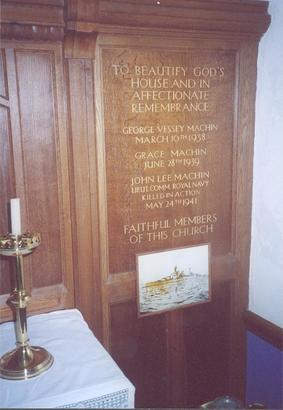 TO BEAUTIFY GOD'S
HOUSE AND IN
AFFECTIONATE
REMEMBRANCE
GEORGE VESSEY MACHIN
MARCH 10TH 1938
GRACE MACHIN
JUNE 28TH 1939
JOHN LEE MACHIN
LIEUT. COMM. ROYAL NAVY
KILLED IN ACTION
MAY 24TH 1941
FAITHFUL MEMBERS
OF THIS CHURCH